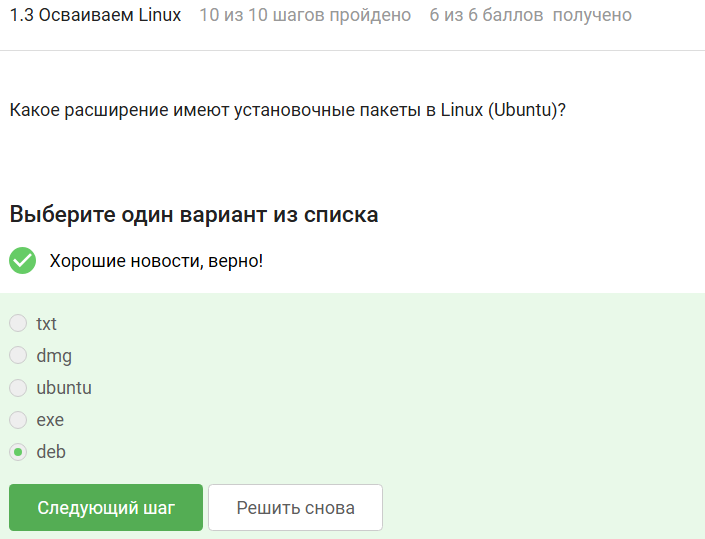 1.3 Осваиваем Linux 10 из 10 шагов пройдено 6 из 6 баллов получено
Какое расширение имеют установочные пакеты в Linux (Ubuntu)?
Выберите один вариант из списка
Хорошие новости, верно!
txt
dmg
ubuntu
exe
deb
Следующий шаг Решить снова